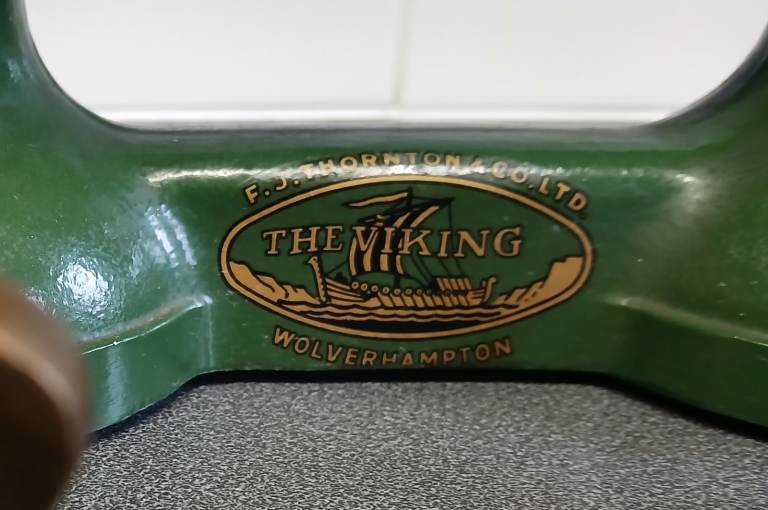 F.J. THORNTON & CO. LTD.
THE VIKING
WOLVERHAMPTON